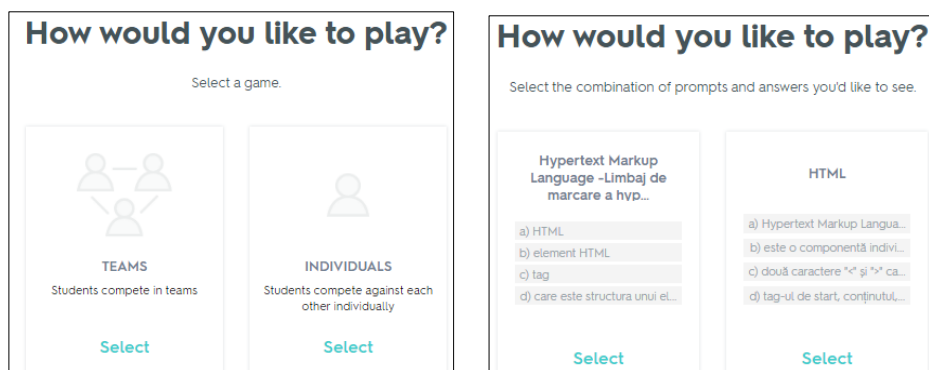 How would you like to play?
Select a game.
TEAMS
Students compete in teams
Select
INDIVIDUALS
Students compete against each
other individually
Select
How would you like to play?
Select the combination of prompts and answers you'd like to see.
Hypertext Markup
Language -Limbaj de
marcare a hyp...
a) HTML
b) element HTML
c) tag
d) care este structura unui el...
Select
HTML
a) Hypertext Markup Langua...
b) este o componentă indivi...
c) două caractere "<" și ">" ca...
d) tag-ul de start, conținutul,...
Select